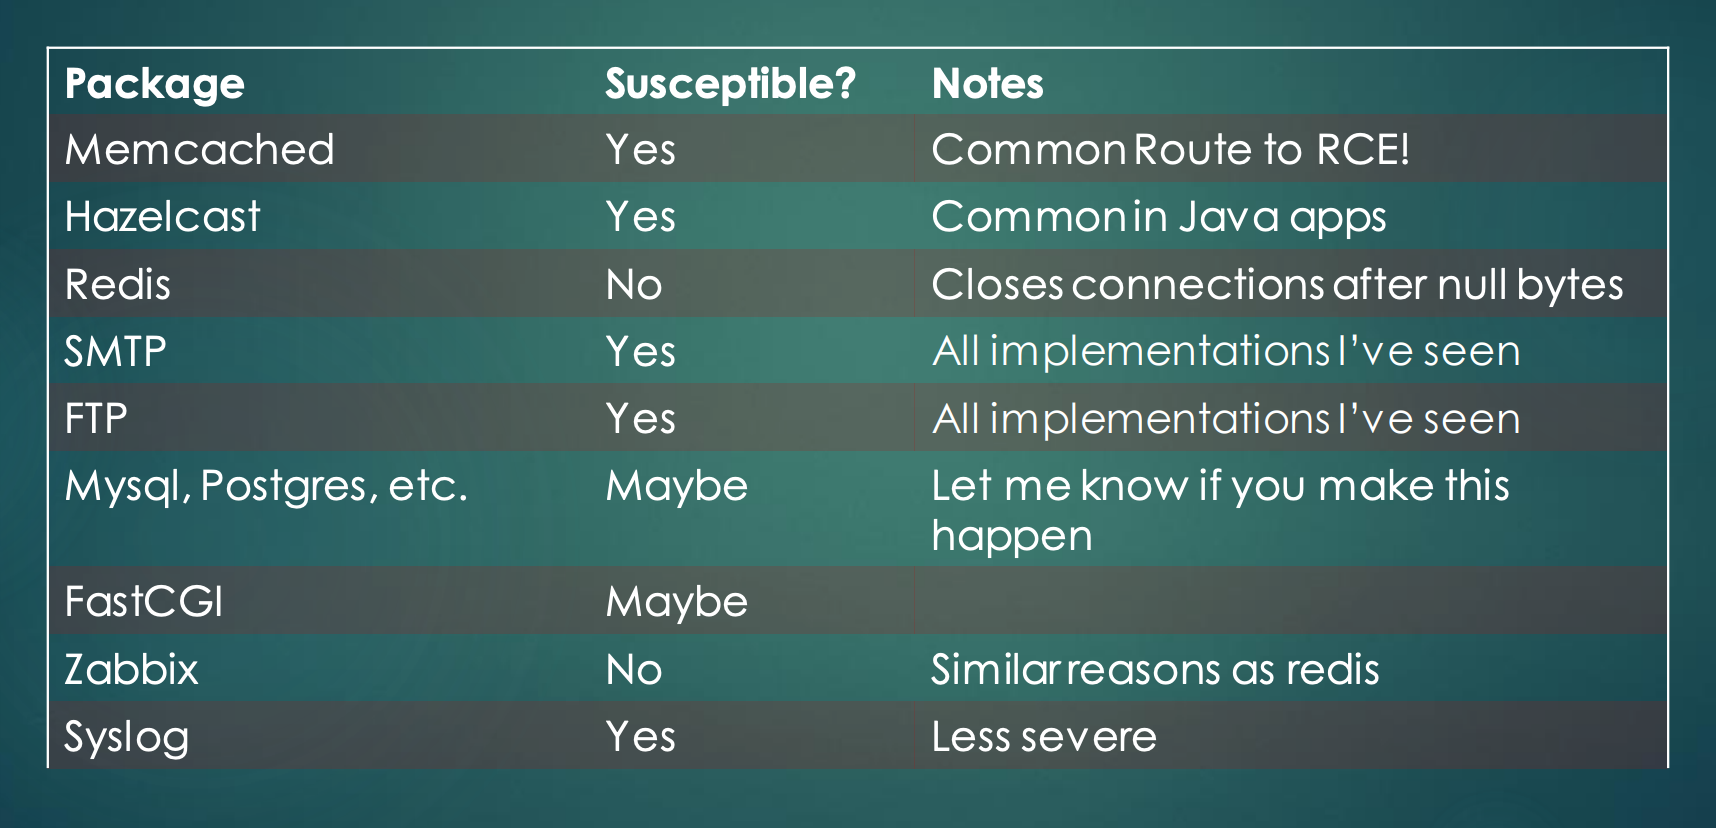 Package Susceptible? Notes
Memcached Yes Common Route to RCE!
Hazelcast Yes Common in Java apps
Redis No Closes connections after null bytes
SMTP Yes All implementations I’ve seen
FTP Yes All implementations I’ve seen
Mysql, Postgres, etc. Maybe Let me know if you make this
happen
FastCGI Maybe
Zabbix No Similar reasons as redis
Syslog Yes Less severe